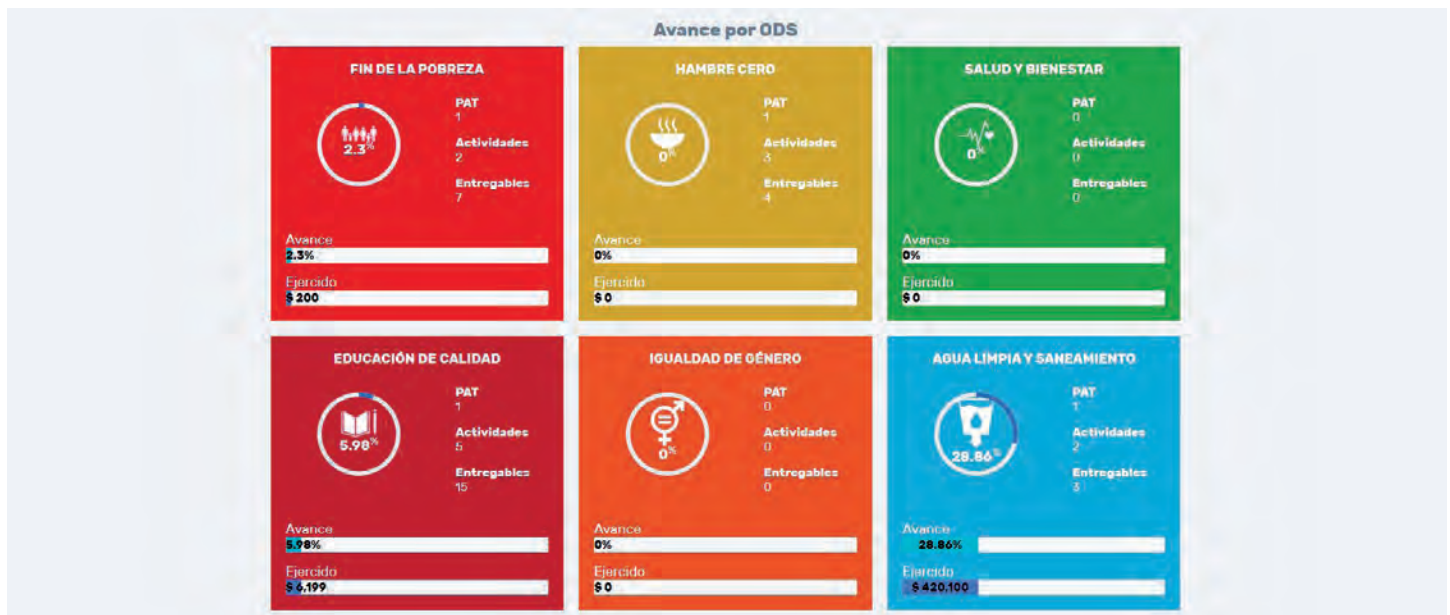 Avance por ODS
FIN DE LA POBREZA
PAT
1
Actividades
2
Entregables
7
2.3%
Avance
2.3%
Ejercido
$ 200
HAMBRE CERO
PAT
1
Actividades
3
Entregables
4
0%
Avance
0%
Ejercido
$ 0
SALUD Y BIENESTAR
PAT
0
Actividades
0
Entregables
0
0%
Avance
0%
Ejercido
$ 0
EDUCACIÓN DE CALIDAD
PAT
1
Actividades
5
Entregables
15
5.98%
Avance
5.98%
Ejercido
$ 6,199
IGUALDAD DE GÉNERO
PAT
0
Actividades
0
Entregables
0
0%
Avance
0%
Ejercido
$ 0
AGUA LIMPIA Y SANEAMIENTO
PAT
1
Actividades
2
Entregables
3
28.86%
Avance
28.86%
Ejercido
$ 420,100